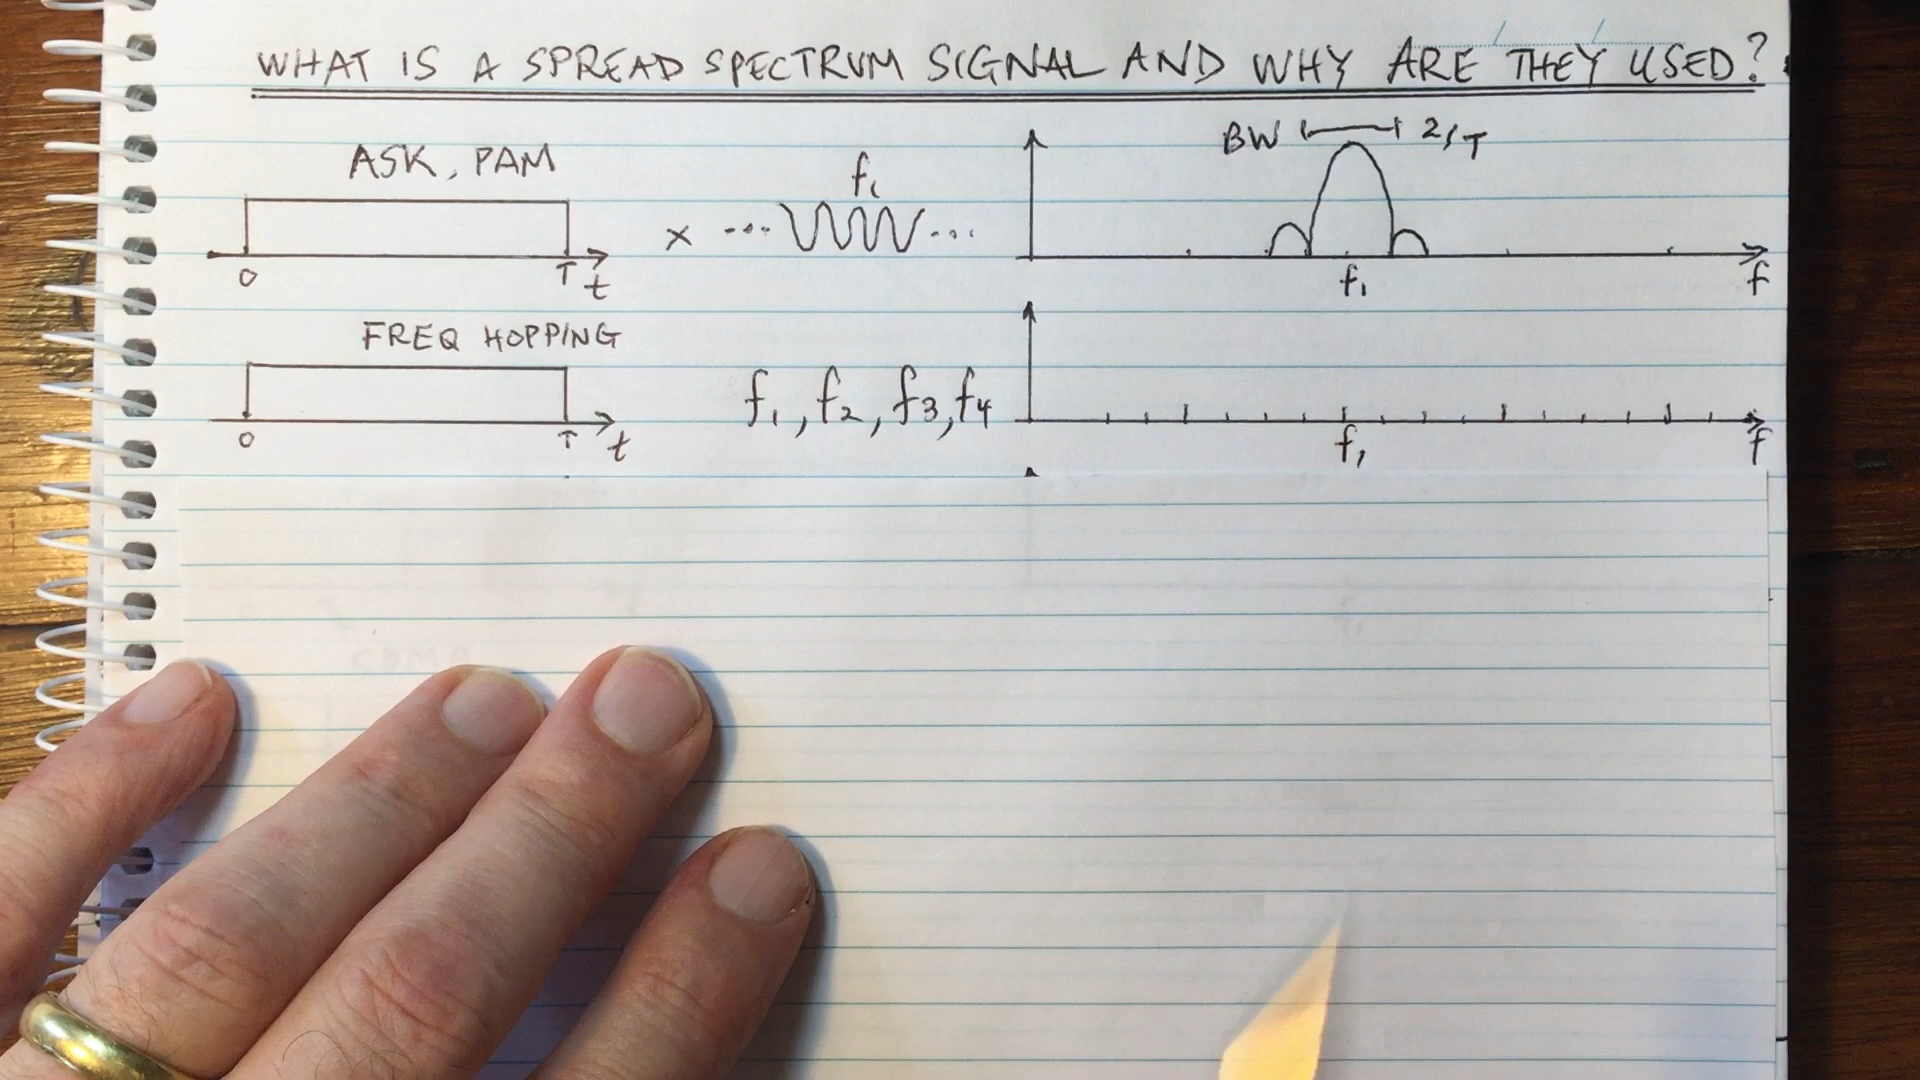 WHAT IS A SPREAD SPECTRUM SIGNAL AND WHY ARE THEY USED?
ASK, PAM
0 T t
x ... f₁ ...
BW 2/T
f₁ f
FREQ HOPPING
0 T t
f₁, f₂, f₃, f₄
f₁ f